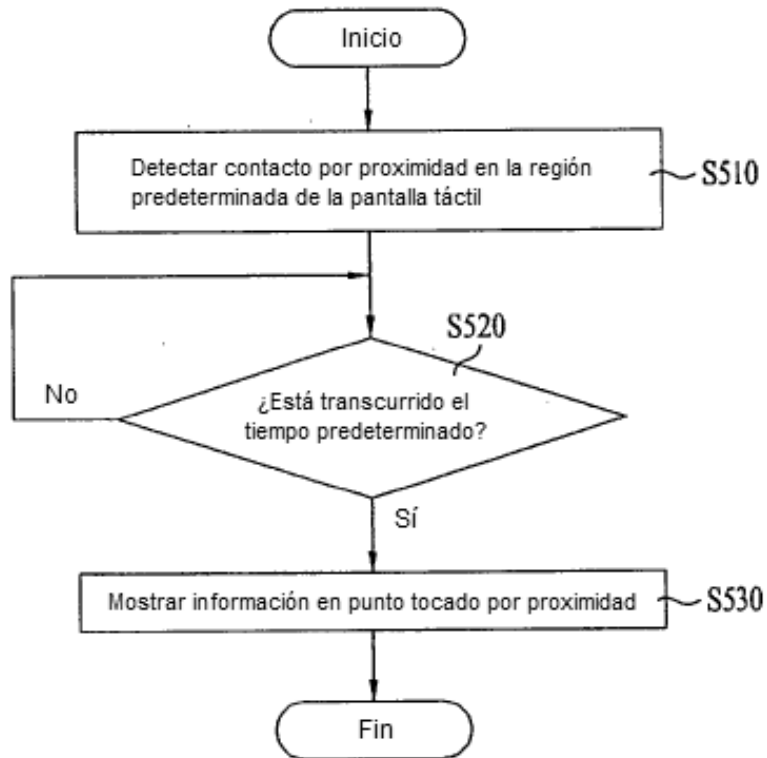 Inicio
Detectar contacto por proximidad en la región
predeterminada de la pantalla táctil
S510
S520
No
¿Está transcurrido el
tiempo predeterminado?
Sí
Mostrar información en punto tocado por proximidad
S530
Fin